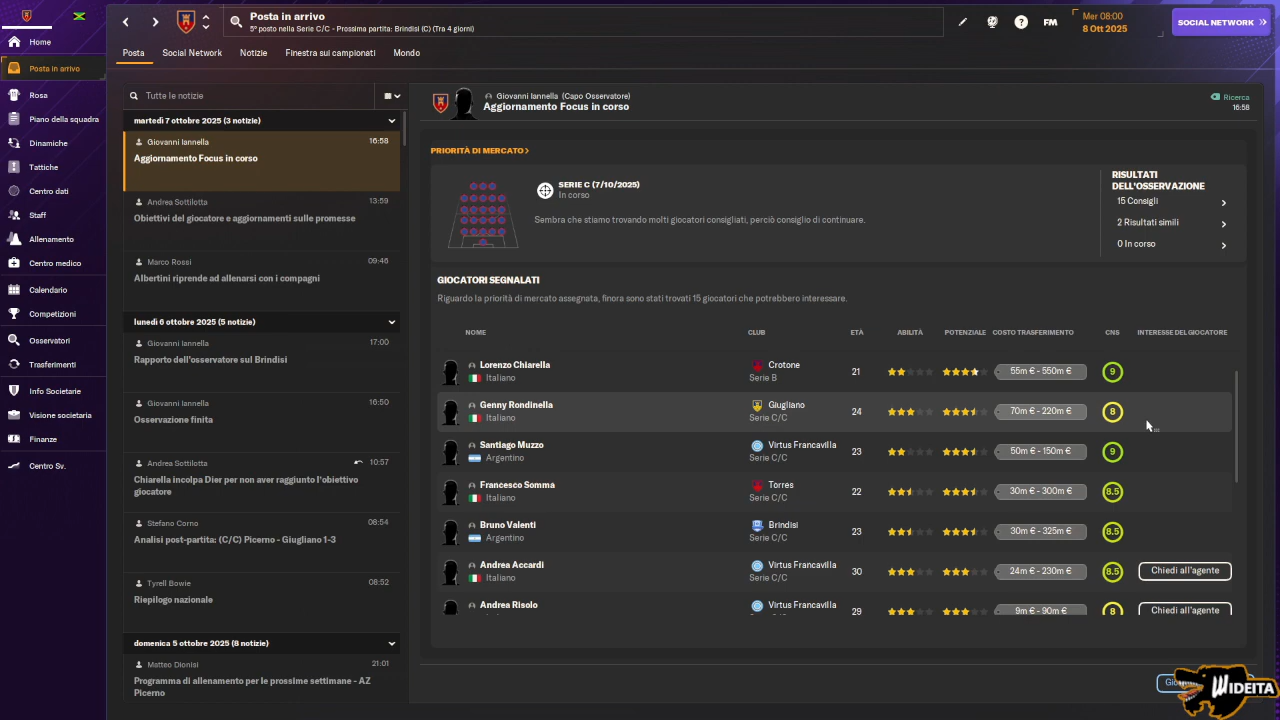 Home
Posta in arrivo
Rosa
Piano della squadra
Dinamiche
Tattiche
Centro dati
Staff
Allenamento
Centro medico
Calendario
Competizioni
Osservatori
Trasferimenti
Info Societarie
Visione societaria
Finanze
Centro Sv.
Posta in arrivo
5° posto nella Serie C/C - Prossima partita: Brindisi (C) (Tra 4 giorni)
FM
Mer 08:00
8 Ott 2025
SOCIAL NETWORK
Posta Social Network Notizie Finestra sui campionati Mondo
Tutte le notizie
martedì 7 ottobre 2025 (3 notizie)
Giovanni Iannella 16:58
Aggiornamento Focus in corso
Andrea Sottilotta 13:59
Obiettivi del giocatore e aggiornamenti sulle promesse
Marco Rossi 09:46
Albertini riprende ad allenarsi con i compagni
lunedì 6 ottobre 2025 (5 notizie)
Giovanni Iannella 17:00
Rapporto dell'osservatore sul Brindisi
Giovanni Iannella 16:50
Osservazione finita
Andrea Sottilotta 10:57
Chiarella incolpa Dier per non aver raggiunto l'obiettivo
giocatore
Stefano Corno 08:54
Analisi post-partita: (C/C) Picerno - Giugliano 1-3
Tyrell Bowie 08:52
Riepilogo nazionale
domenica 5 ottobre 2025 (8 notizie)
Matteo Dionisi 21:01
Programma di allenamento per le prossime settimane - AZ
Picerno
Giovanni Iannella (Capo Osservatore)
Aggiornamento Focus in corso
Ricerca
16:58
PRIORITÀ DI MERCATO
SERIE C (7/10/2025)
In corso
Sembra che stiamo trovando molti giocatori consigliati, perciò consiglio di continuare.
RISULTATI
DELL'OSSERVAZIONE
15 Consigli
2 Risultati simili
0 In corso
GIOCATORI SEGNALATI
Riguardo la priorità di mercato assegnata, finora sono stati trovati 15 giocatori che potrebbero interessare.
NOME CLUB ETÀ ABILITÀ POTENZIALE COSTO TRASFERIMENTO CNS INTERESSE DEL GIOCATORE
Lorenzo Chiarella Crotone 21 55m € - 550m € 9
Italiano Serie B
Genny Rondinella Giugliano 24 70m € - 220m € 8
Italiano Serie C/C
Santiago Muzzo Virtus Francavilla 23 50m € - 150m € 9
Argentino Serie C/C
Francesco Somma Torres 22 30m € - 300m € 8.5
Italiano Serie C/C
Bruno Valenti Brindisi 23 30m € - 325m € 8.5
Argentino Serie C/C
Andrea Accardi Virtus Francavilla 30 24m € - 230m € 8.5 Chiedi all'agente
Italiano Serie C/C
Andrea Risolo Virtus Francavilla 29 9m € - 90m € 8 Chiedi all'agente
WIDEITA